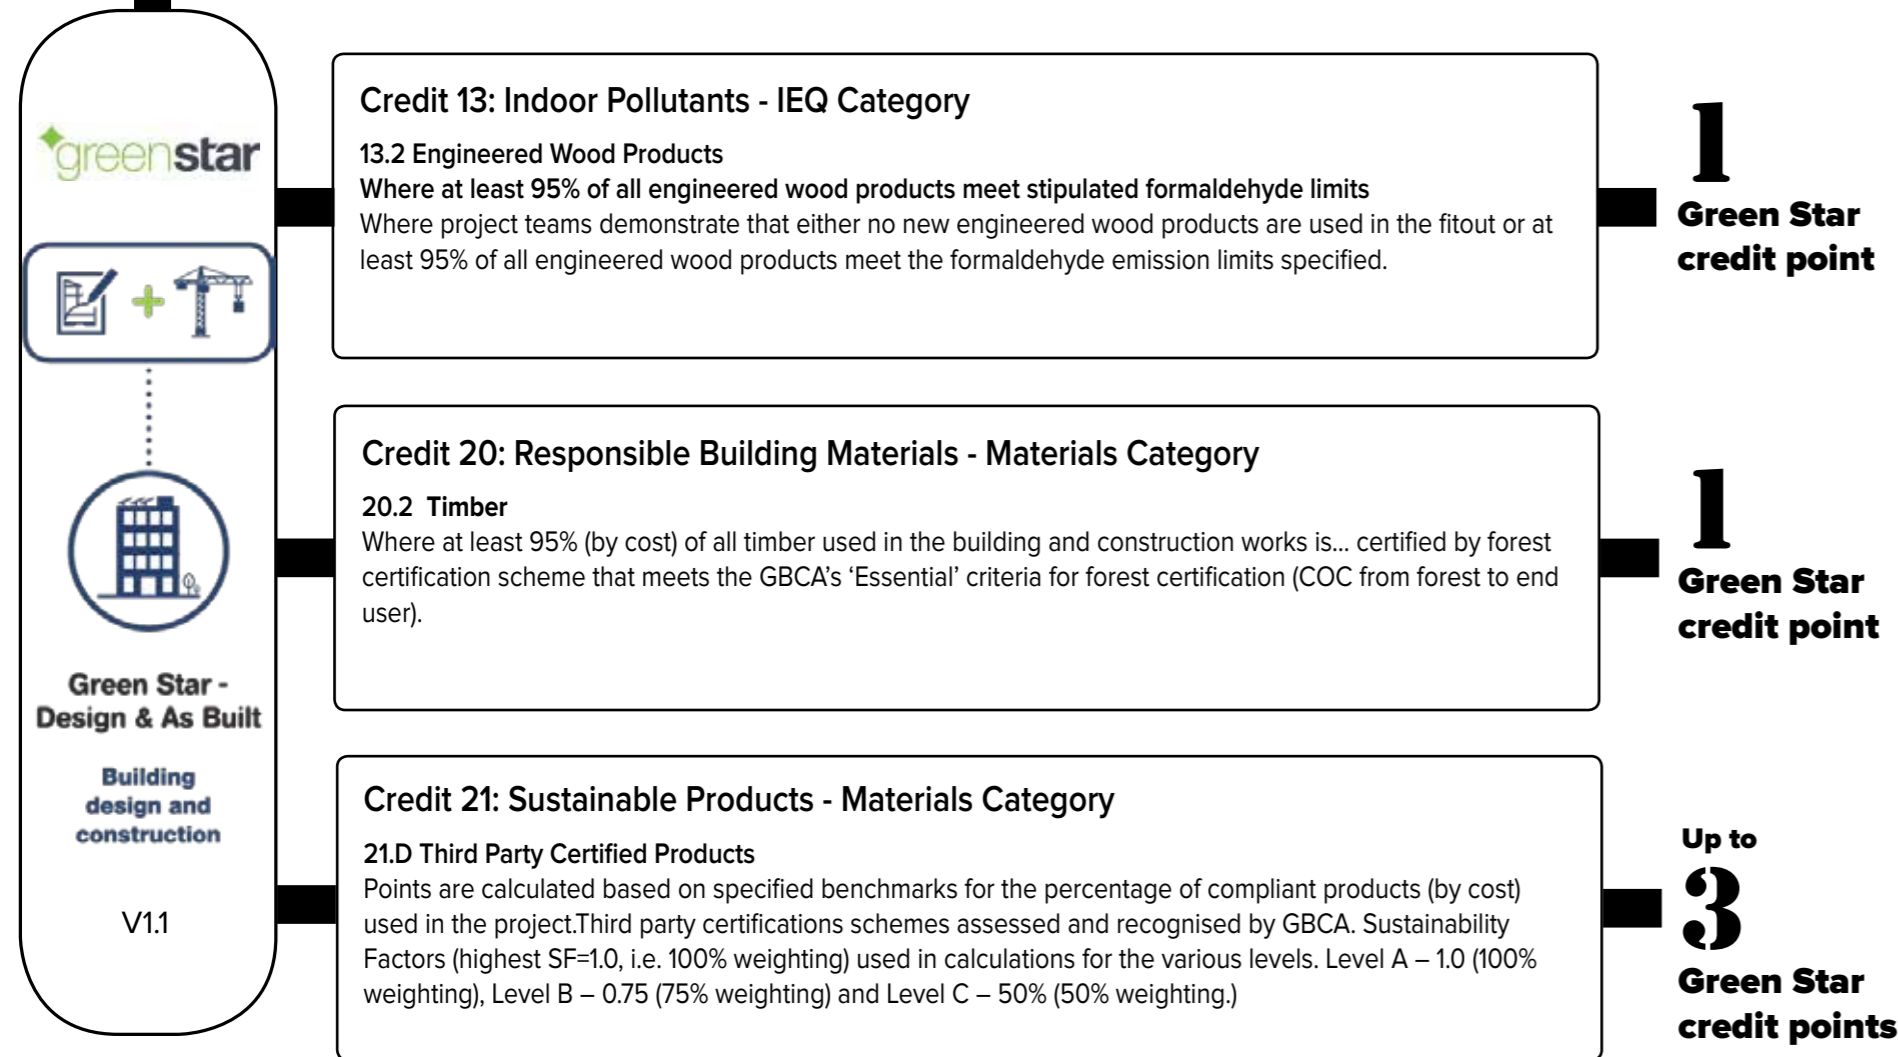 greenstar
Green Star -
Design & As Built
Building
design and
construction
V1.1
Credit 13: Indoor Pollutants - IEQ Category
13.2 Engineered Wood Products
Where at least 95% of all engineered wood products meet stipulated formaldehyde limits
Where project teams demonstrate that either no new engineered wood products are used in the fitout or at
least 95% of all engineered wood products meet the formaldehyde emission limits specified.
1
Green Star
credit point
Credit 20: Responsible Building Materials - Materials Category
20.2 Timber
Where at least 95% (by cost) of all timber used in the building and construction works is... certified by forest
certification scheme that meets the GBCA’s ‘Essential’ criteria for forest certification (COC from forest to end
user).
1
Green Star
credit point
Credit 21: Sustainable Products - Materials Category
21.D Third Party Certified Products
Points are calculated based on specified benchmarks for the percentage of compliant products (by cost)
used in the project.Third party certifications schemes assessed and recognised by GBCA. Sustainability
Factors (highest SF=1.0, i.e. 100% weighting) used in calculations for the various levels. Level A – 1.0 (100%
weighting), Level B – 0.75 (75% weighting) and Level C – 50% (50% weighting.)
Up to
3
Green Star
credit points